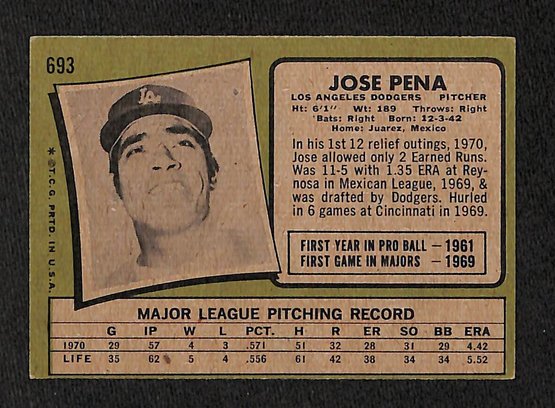 693
LA
JOSE PENA
LOS ANGELES DODGERS PITCHER
Ht: 6'1" Wt: 189 Throws: Right
Bats: Right Born: 12-3-42
Home: Juarez, Mexico
In his 1st 12 relief outings, 1970,
Jose allowed only 2 Earned Runs.
Was 11-5 with 1.35 ERA at Rey-
nosa in Mexican League, 1969, &
was drafted by Dodgers. Hurled
in 6 games at Cincinnati in 1969.
FIRST YEAR IN PRO BALL — 1961
FIRST GAME IN MAJORS — 1969
* © T.C.G. PRTD. IN U.S.A.
MAJOR LEAGUE PITCHING RECORD
G IP W L PCT. H R ER SO BB ERA
1970 29 57 4 3 .571 51 32 28 31 29 4.42
LIFE 35 62 5 4 .556 61 42 38 34 34 5.52